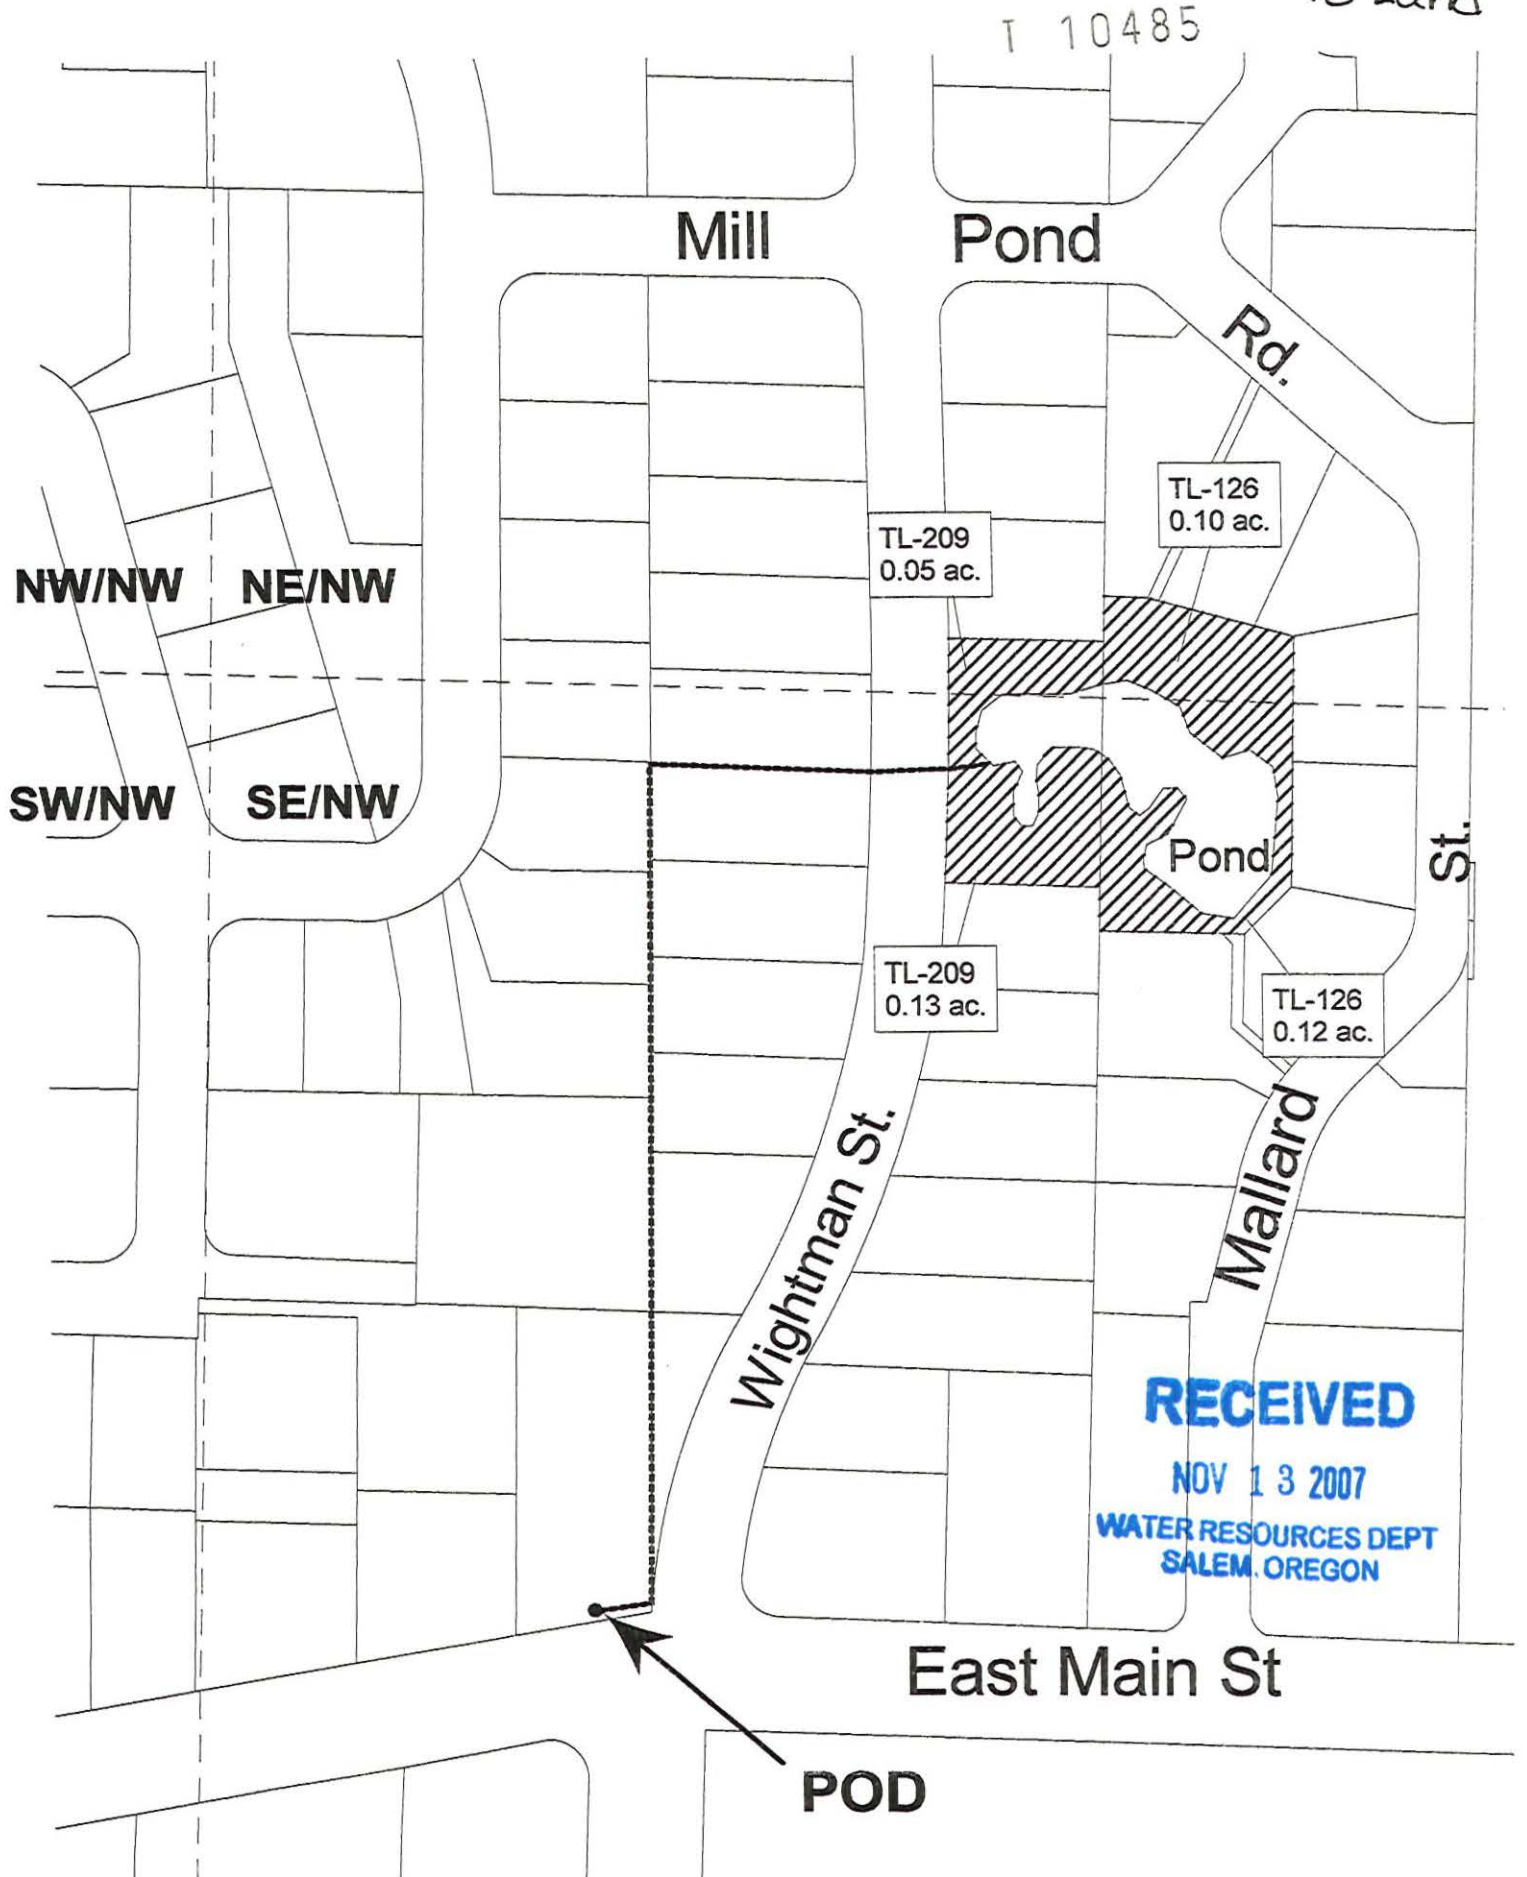 T 10485
Mill Pond
Rd.
TL-126
0.10 ac.
TL-209
0.05 ac.
NW/NW NE/NW
SW/NW SE/NW
Pond
St.
TL-209
0.13 ac.
TL-126
0.12 ac.
Mallard
Wightman St.
RECEIVED
NOV 13 2007
WATER RESOURCES DEPT
SALEM, OREGON
East Main St
POD